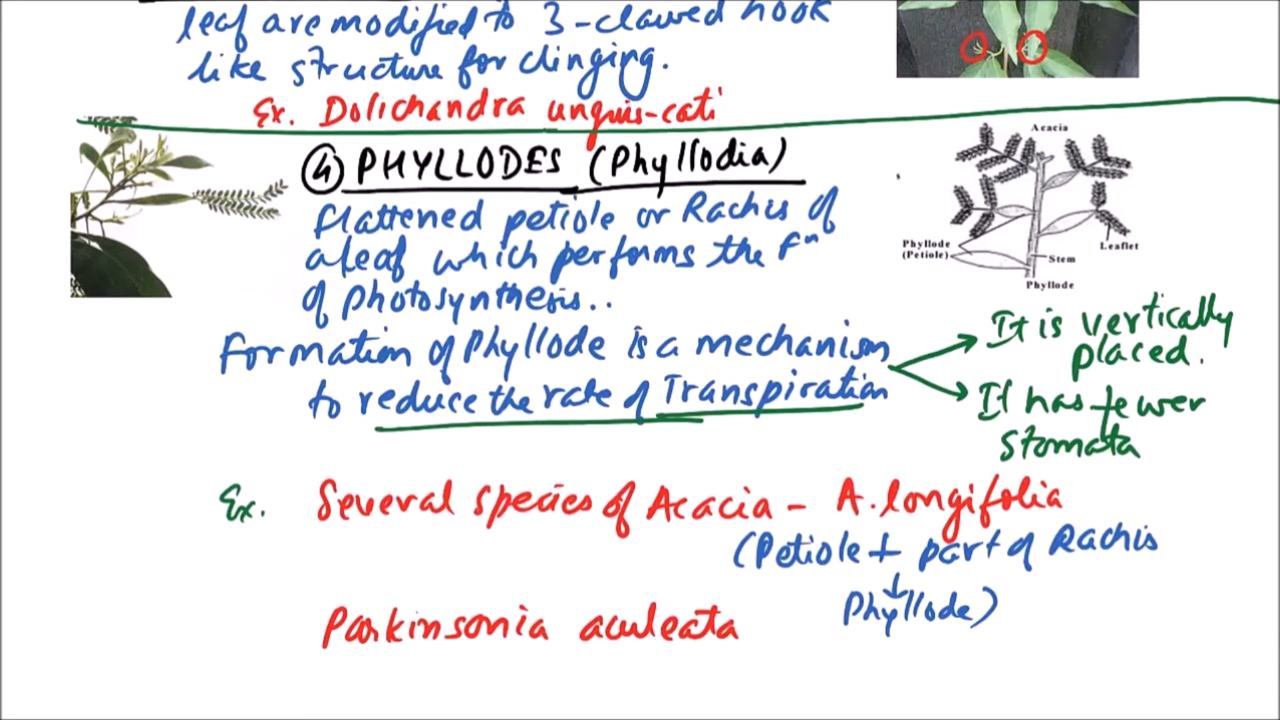 leaf are modified to 3-clawed hook
like structure for clinging.
Ex. Dolichandra unguis-cati
④ PHYLLODES (Phyllodia)
flattened petiole or Rachis of
a leaf which performs the Fⁿ
of photosynthesis..
Acacia
Phyllode
(Petiole)
Leaflet
Stem
Phyllode
Formation of Phyllode is a mechanism
to reduce the rate of Transpiration
It is vertically
placed.
It has fewer
stomata
Ex. Several species of Acacia - A. longifolia
(Petiole + part of Rachis
↓
Phyllode)
Parkinsonia aculeata